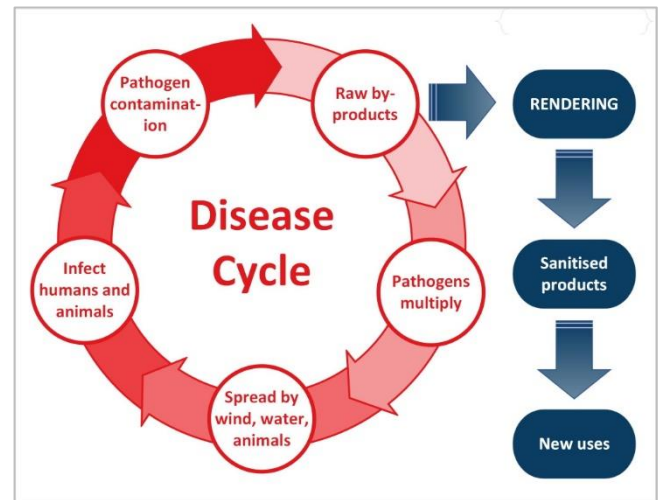 Disease
Cycle
Pathogen
contaminat-
ion
Raw by-
products
Pathogens
multiply
Spread by
wind, water,
animals
Infect
humans and
animals
RENDERING
Sanitised
products
New uses